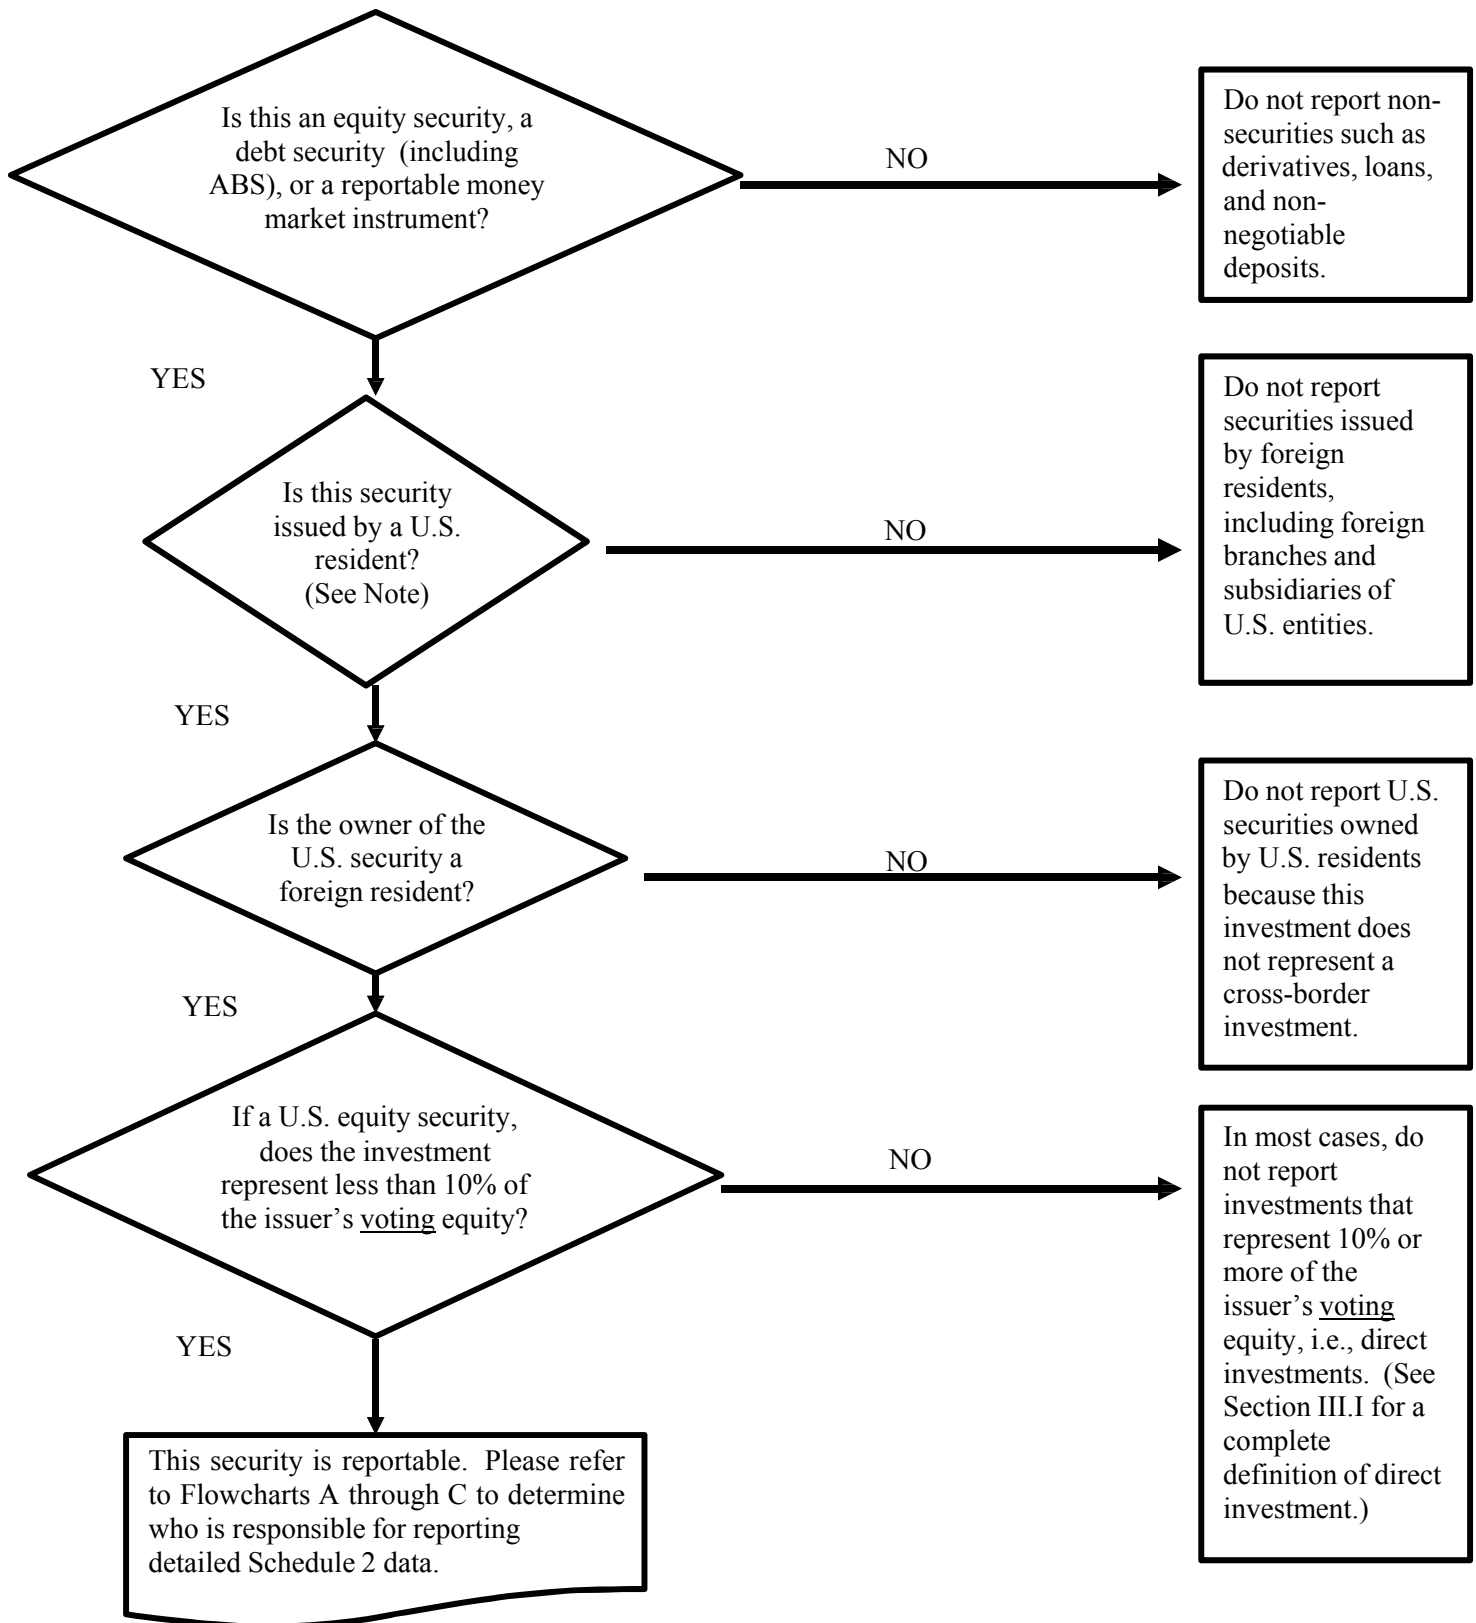 Is this an equity security, a
debt security  (including
ABS), or a reportable money
market instrument?
NO
Do not report non-
securities such as
derivatives, loans,
and non-
negotiable
deposits.
YES
Is this security
issued by a U.S.
resident?
(See Note)
NO
Do not report
securities issued
by foreign
residents,
including foreign
branches and
subsidiaries of
U.S. entities.
YES
Is the owner of the
U.S. security a
foreign resident?
NO
Do not report U.S.
securities owned
by U.S. residents
because this
investment does
not represent a
cross-border
investment.
YES
If a U.S. equity security,
does the investment
represent less than 10% of
the issuer’s voting equity?
NO
In most cases, do
not report
investments that
represent 10% or
more of the
issuer’s voting
equity, i.e., direct
investments.  (See
Section III.I for a
complete
definition of direct
investment.)
YES
This security is reportable.  Please refer
to Flowcharts A through C to determine
who is responsible for reporting
detailed Schedule 2 data.